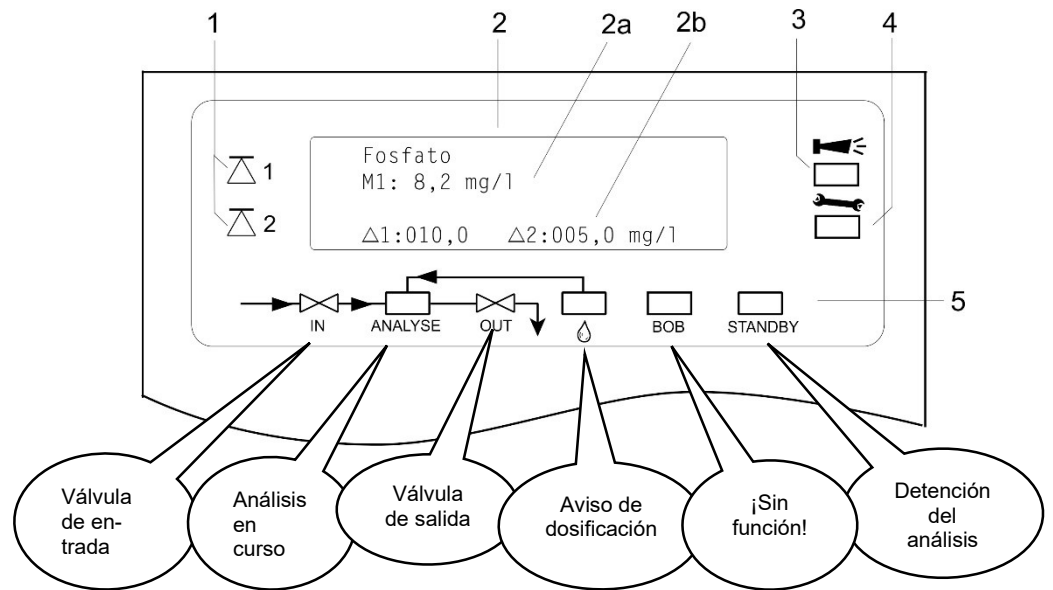 1
2
2a
2b
3
4
1
2
Fosfato
M1: 8,2 mg/l
△1:010,0 △2:005,0 mg/l
5
IN
ANALYSE
OUT
BOB
STANDBY
Válvula
de en-
trada
Análisis
en
curso
Válvula
de salida
Aviso de
dosificación
¡Sin
función!
Detención
del
análisis